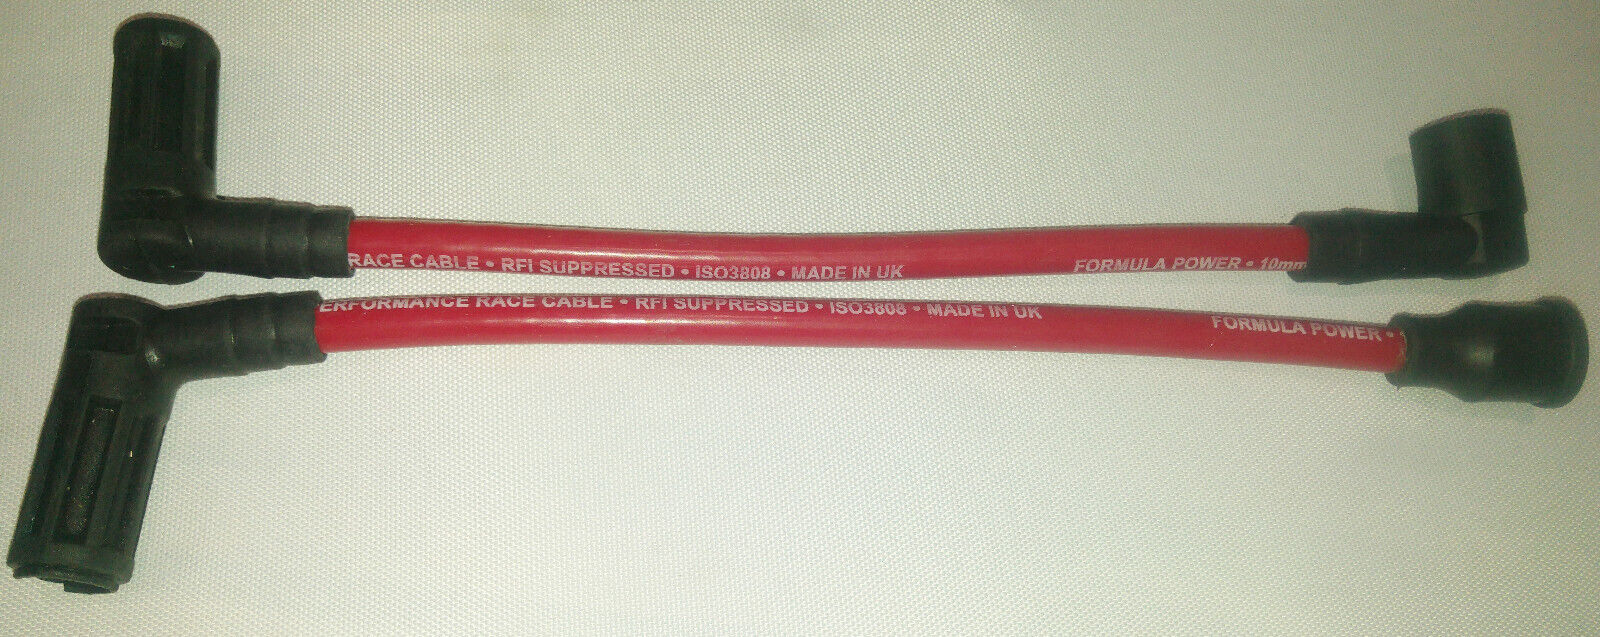 RACE CABLE • RFI SUPPRESSED • ISO3808 • MADE IN UK FORMULA POWER • 10mm
ERFORMANCE RACE CABLE • RFI SUPPRESSED • ISO3808 • MADE IN UK FORMULA POWER •